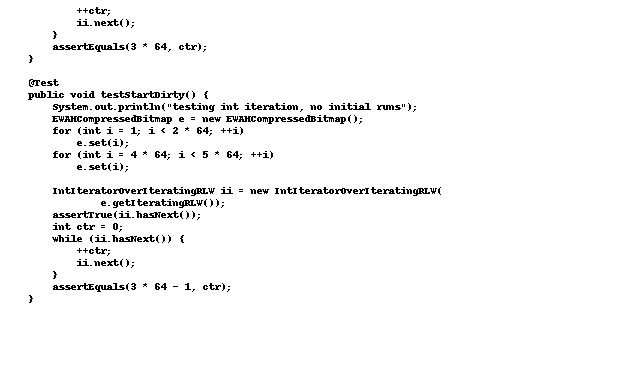 ++ctr;
        ii.next();
    }
    assertEquals(3 * 64, ctr);
}

@Test
public void testStartDirty() {
    System.out.println("testing int iteration, no initial runs");
    EWAHCompressedBitmap e = new EWAHCompressedBitmap();
    for (int i = 1; i < 2 * 64; ++i)
        e.set(i);
    for (int i = 4 * 64; i < 5 * 64; ++i)
        e.set(i);

    IntIteratorOverIteratingRLW ii = new IntIteratorOverIteratingRLW(
            e.getIteratingRLW());
    assertTrue(ii.hasNext());
    int ctr = 0;
    while (ii.hasNext()) {
        ++ctr;
        ii.next();
    }
    assertEquals(3 * 64 - 1, ctr);
}